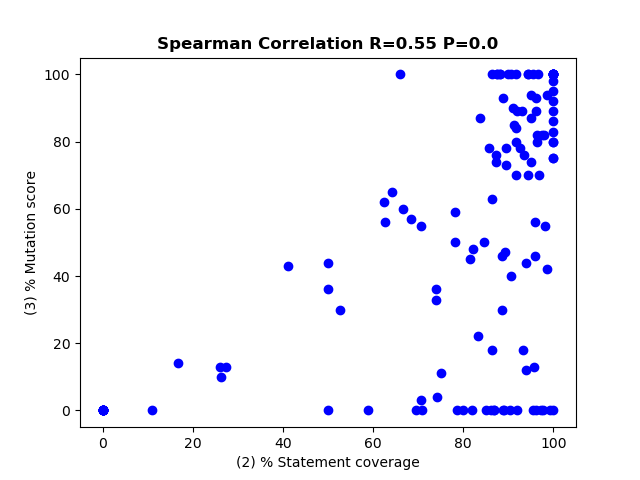 Spearman Correlation R=0.55 P=0.0
100
80
60
40
20
0
(3) % Mutation score
0 20 40 60 80 100
(2) % Statement coverage